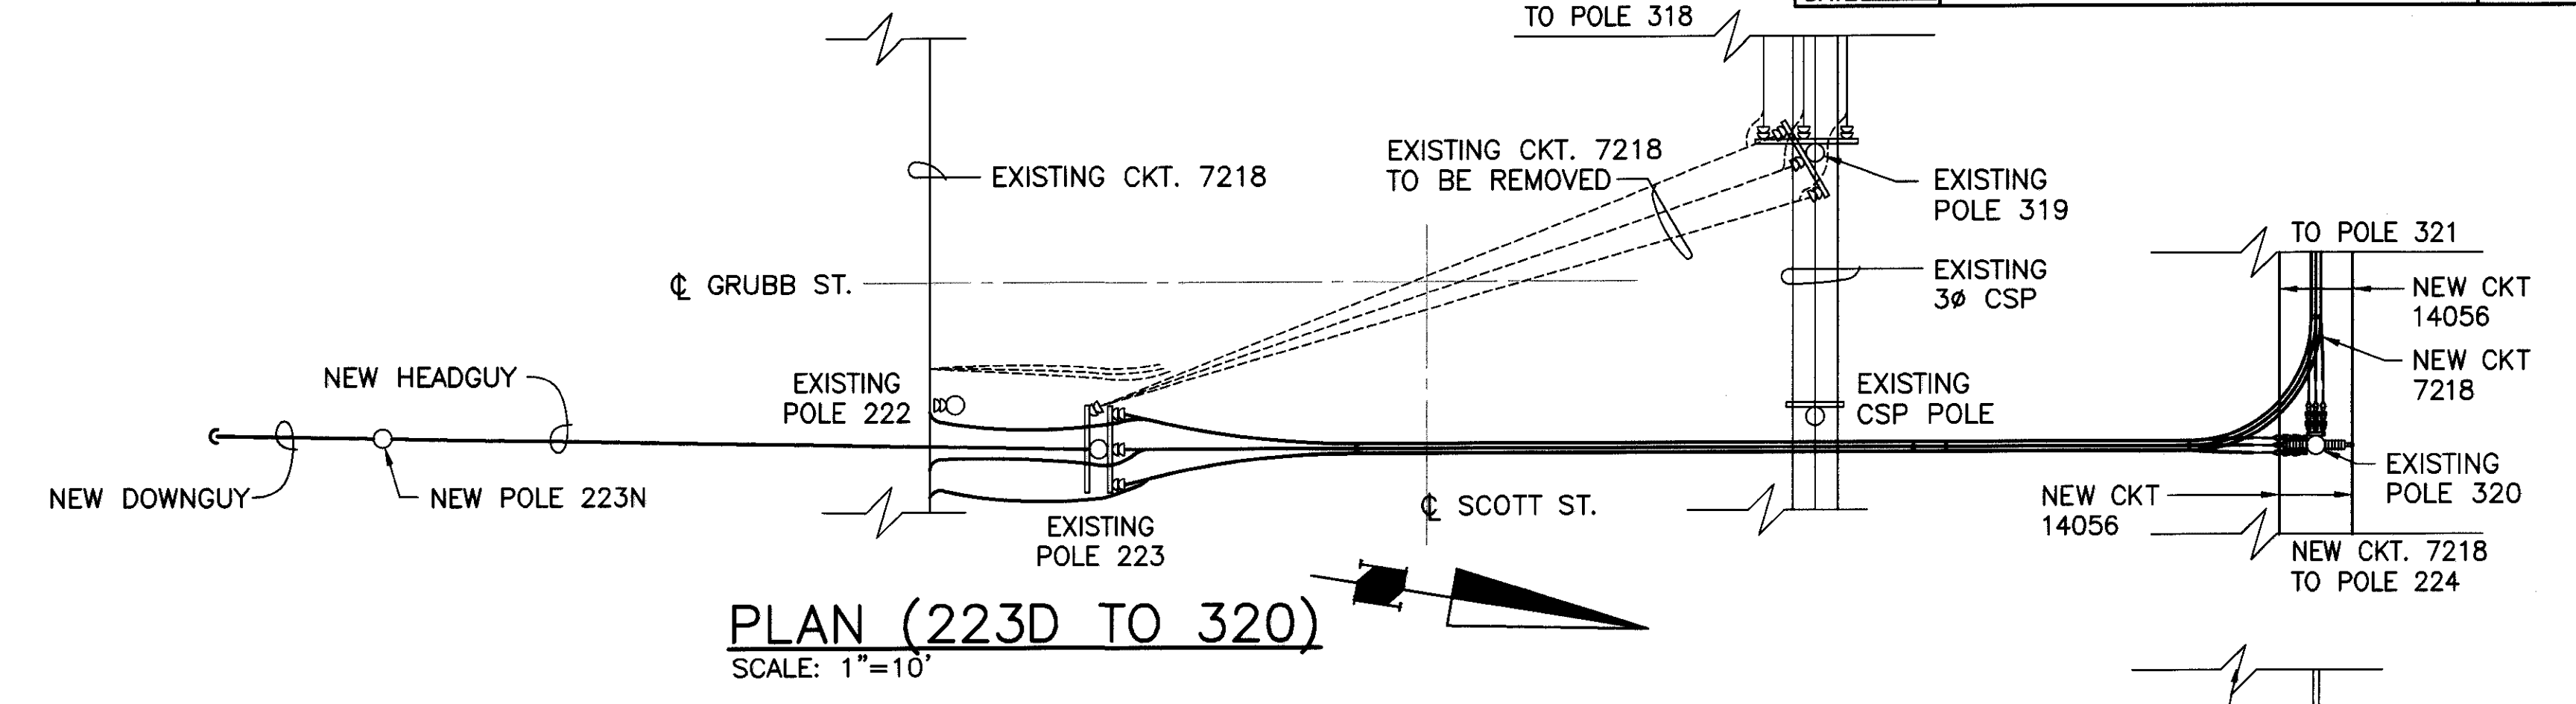 TO POLE 318
EXISTING CKT. 7218
EXISTING CKT. 7218
TO BE REMOVED
EXISTING
POLE 319
TO POLE 321
℄ GRUBB ST.
EXISTING
3Ø CSP
NEW CKT
14056
NEW HEADGUY
EXISTING
POLE 222
EXISTING
CSP POLE
NEW CKT
7218
NEW DOWNGUY
NEW POLE 223N
EXISTING
POLE 223
℄ SCOTT ST.
NEW CKT
14056
EXISTING
POLE 320
NEW CKT. 7218
TO POLE 224
PLAN (223D TO 320)
SCALE: 1"=10'